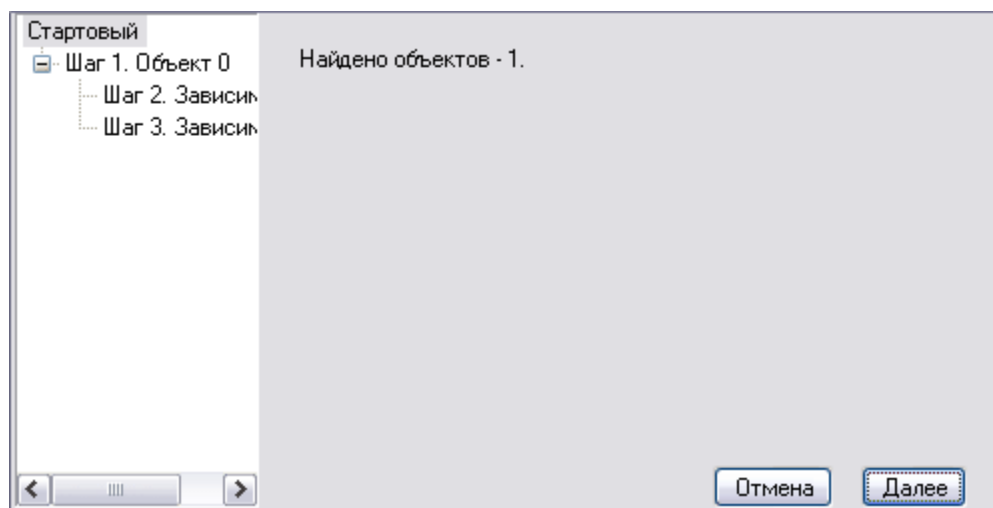 Стартовый
Шаг 1. Объект 0
Шаг 2. Зависим
Шаг 3. Зависим
Найдено объектов - 1.
Отмена
Далее